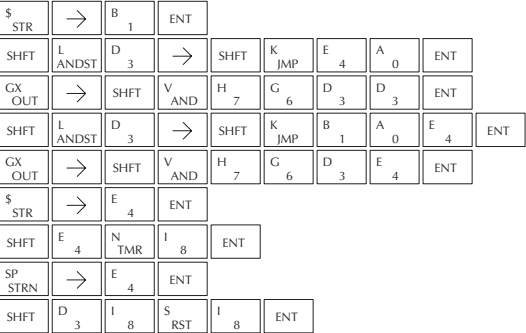 $ STR → B 1 ENT
SHFT L ANDST D 3 → SHFT K JMP E 4 A 0 ENT
GX OUT → SHFT V AND H 7 G 6 D 3 D 3 ENT
SHFT L ANDST D 3 → SHFT K JMP B 1 A 0 E 4 ENT
GX OUT → SHFT V AND H 7 G 6 D 3 E 4 ENT
$ STR → E 4 ENT
SHFT E 4 N TMR I 8 ENT
SP STRN → E 4 ENT
SHFT D 3 I 8 S RST I 8 ENT